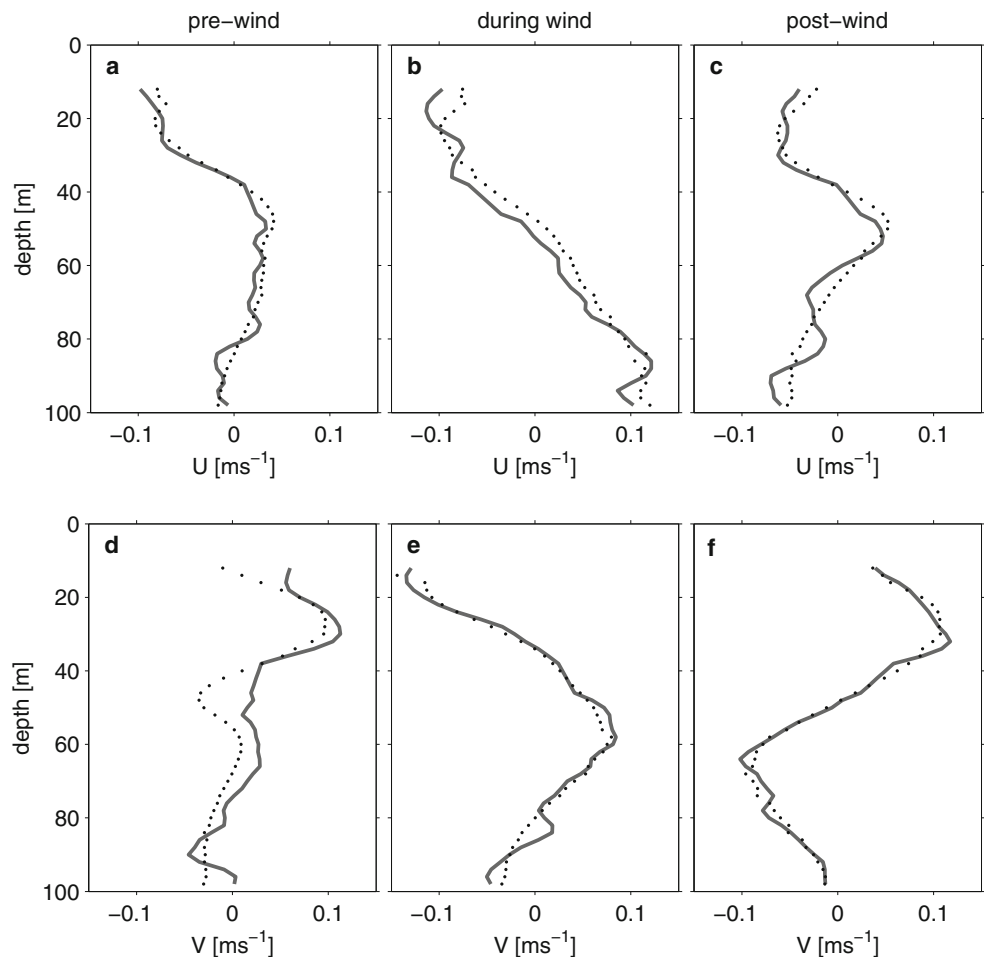 pre−wind during wind post−wind
a b c
0
20
40
60
80
100
depth [m]
−0.1 0 0.1 −0.1 0 0.1 −0.1 0 0.1
U [ms⁻¹] U [ms⁻¹] U [ms⁻¹]
d e f
0
20
40
60
80
100
depth [m]
−0.1 0 0.1 −0.1 0 0.1 −0.1 0 0.1
V [ms⁻¹] V [ms⁻¹] V [ms⁻¹]